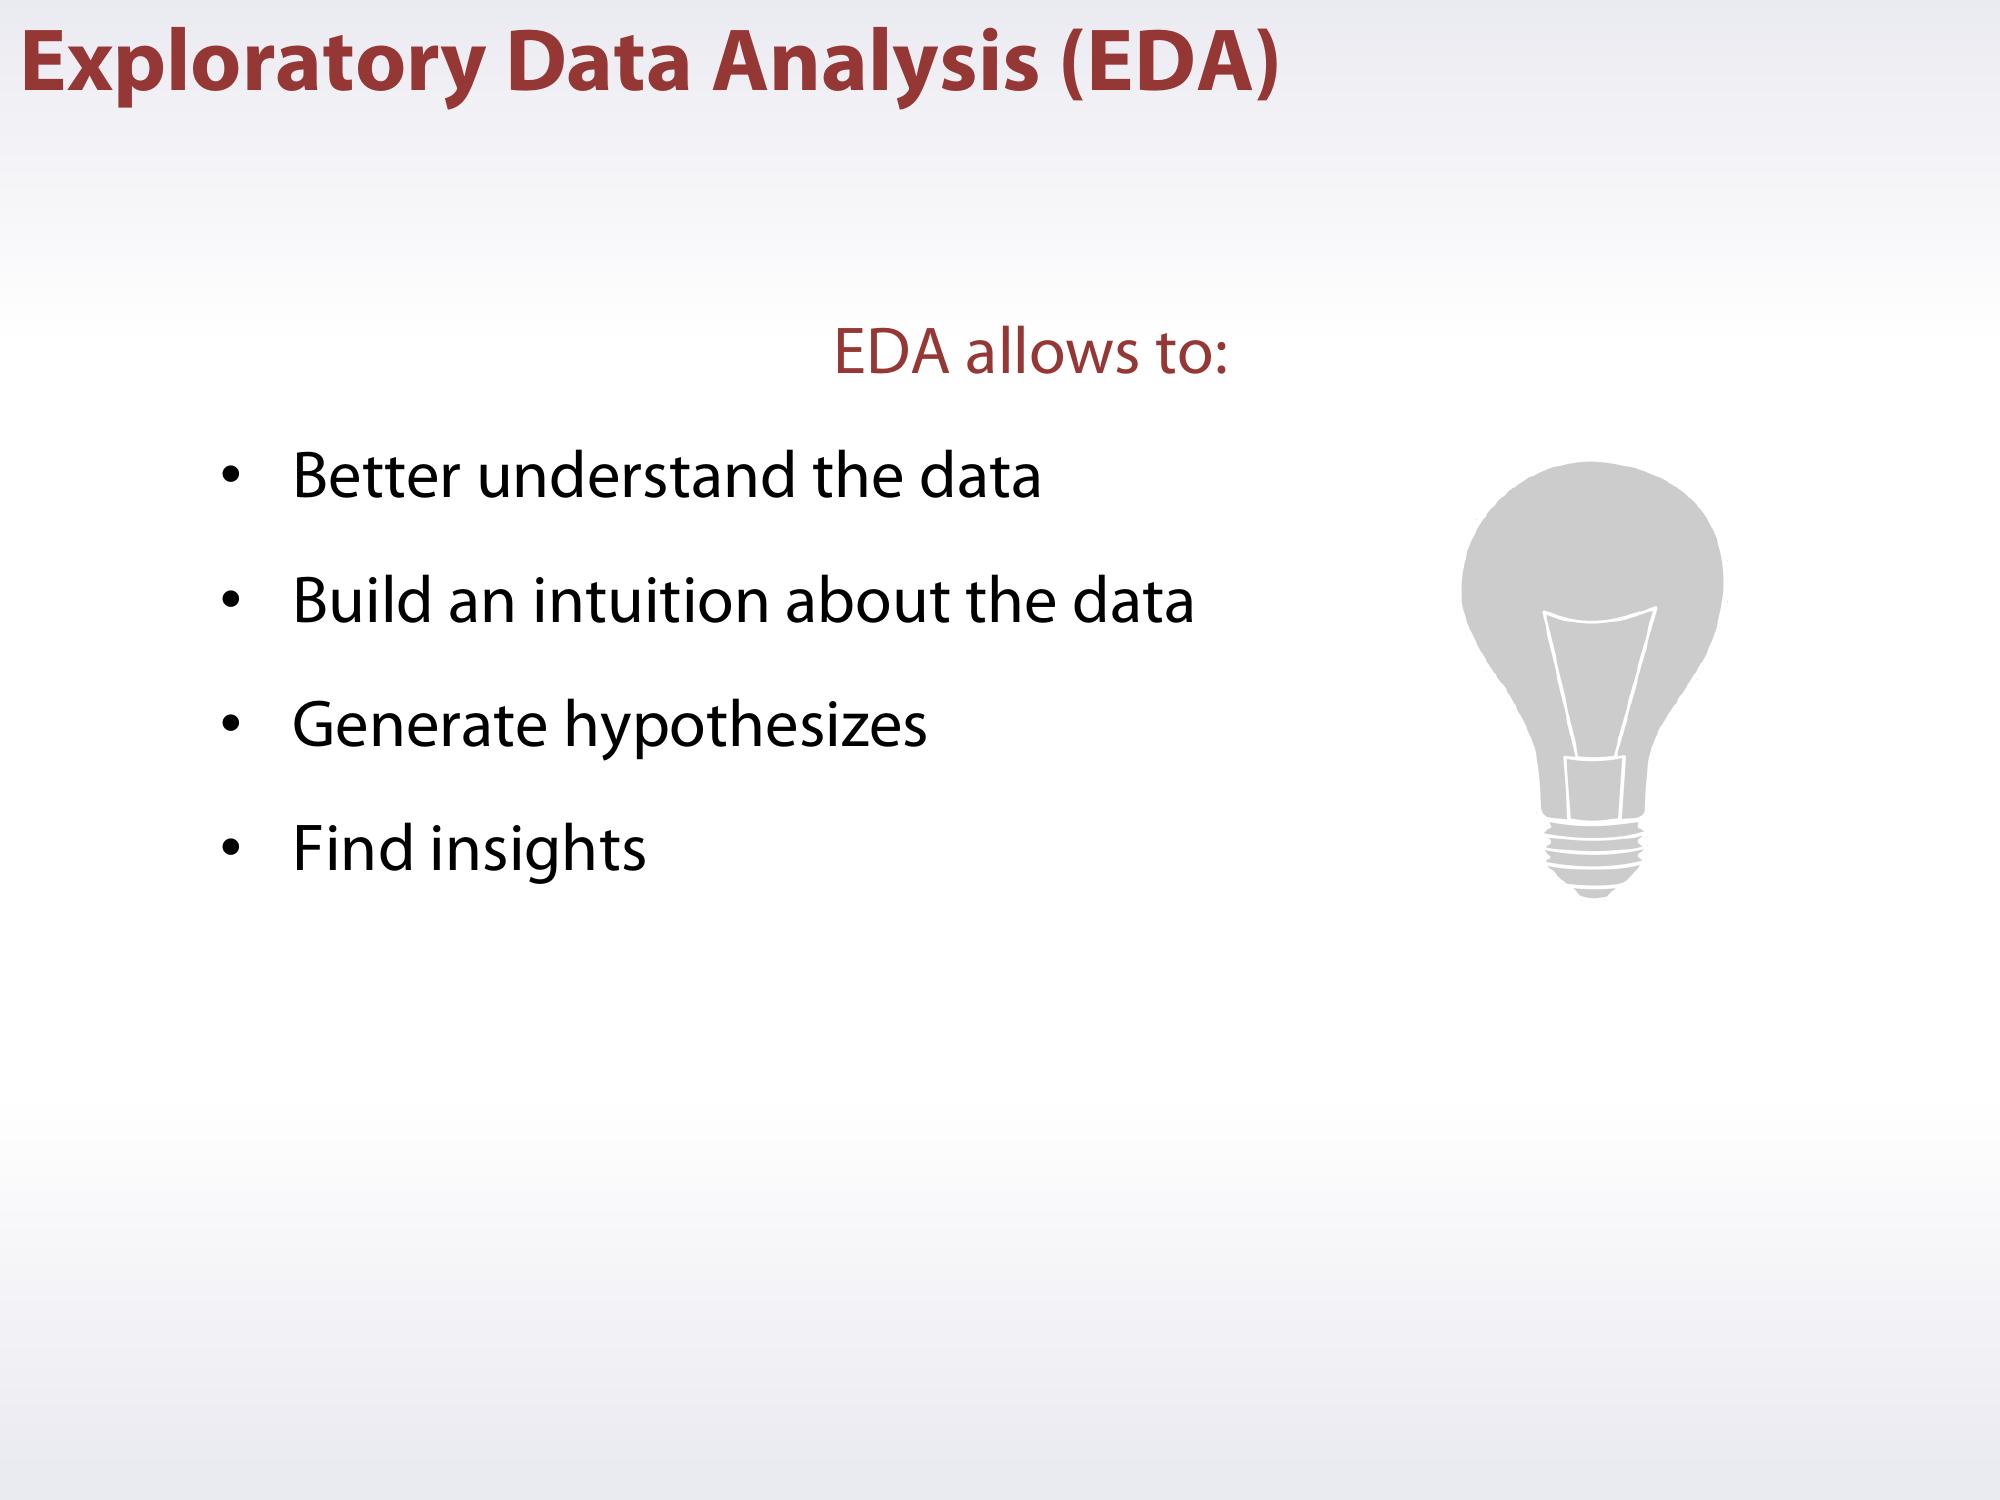 Exploratory Data Analysis (EDA)
EDA allows to:
• Better understand the data
• Build an intuition about the data
• Generate hypothesizes
• Find insights